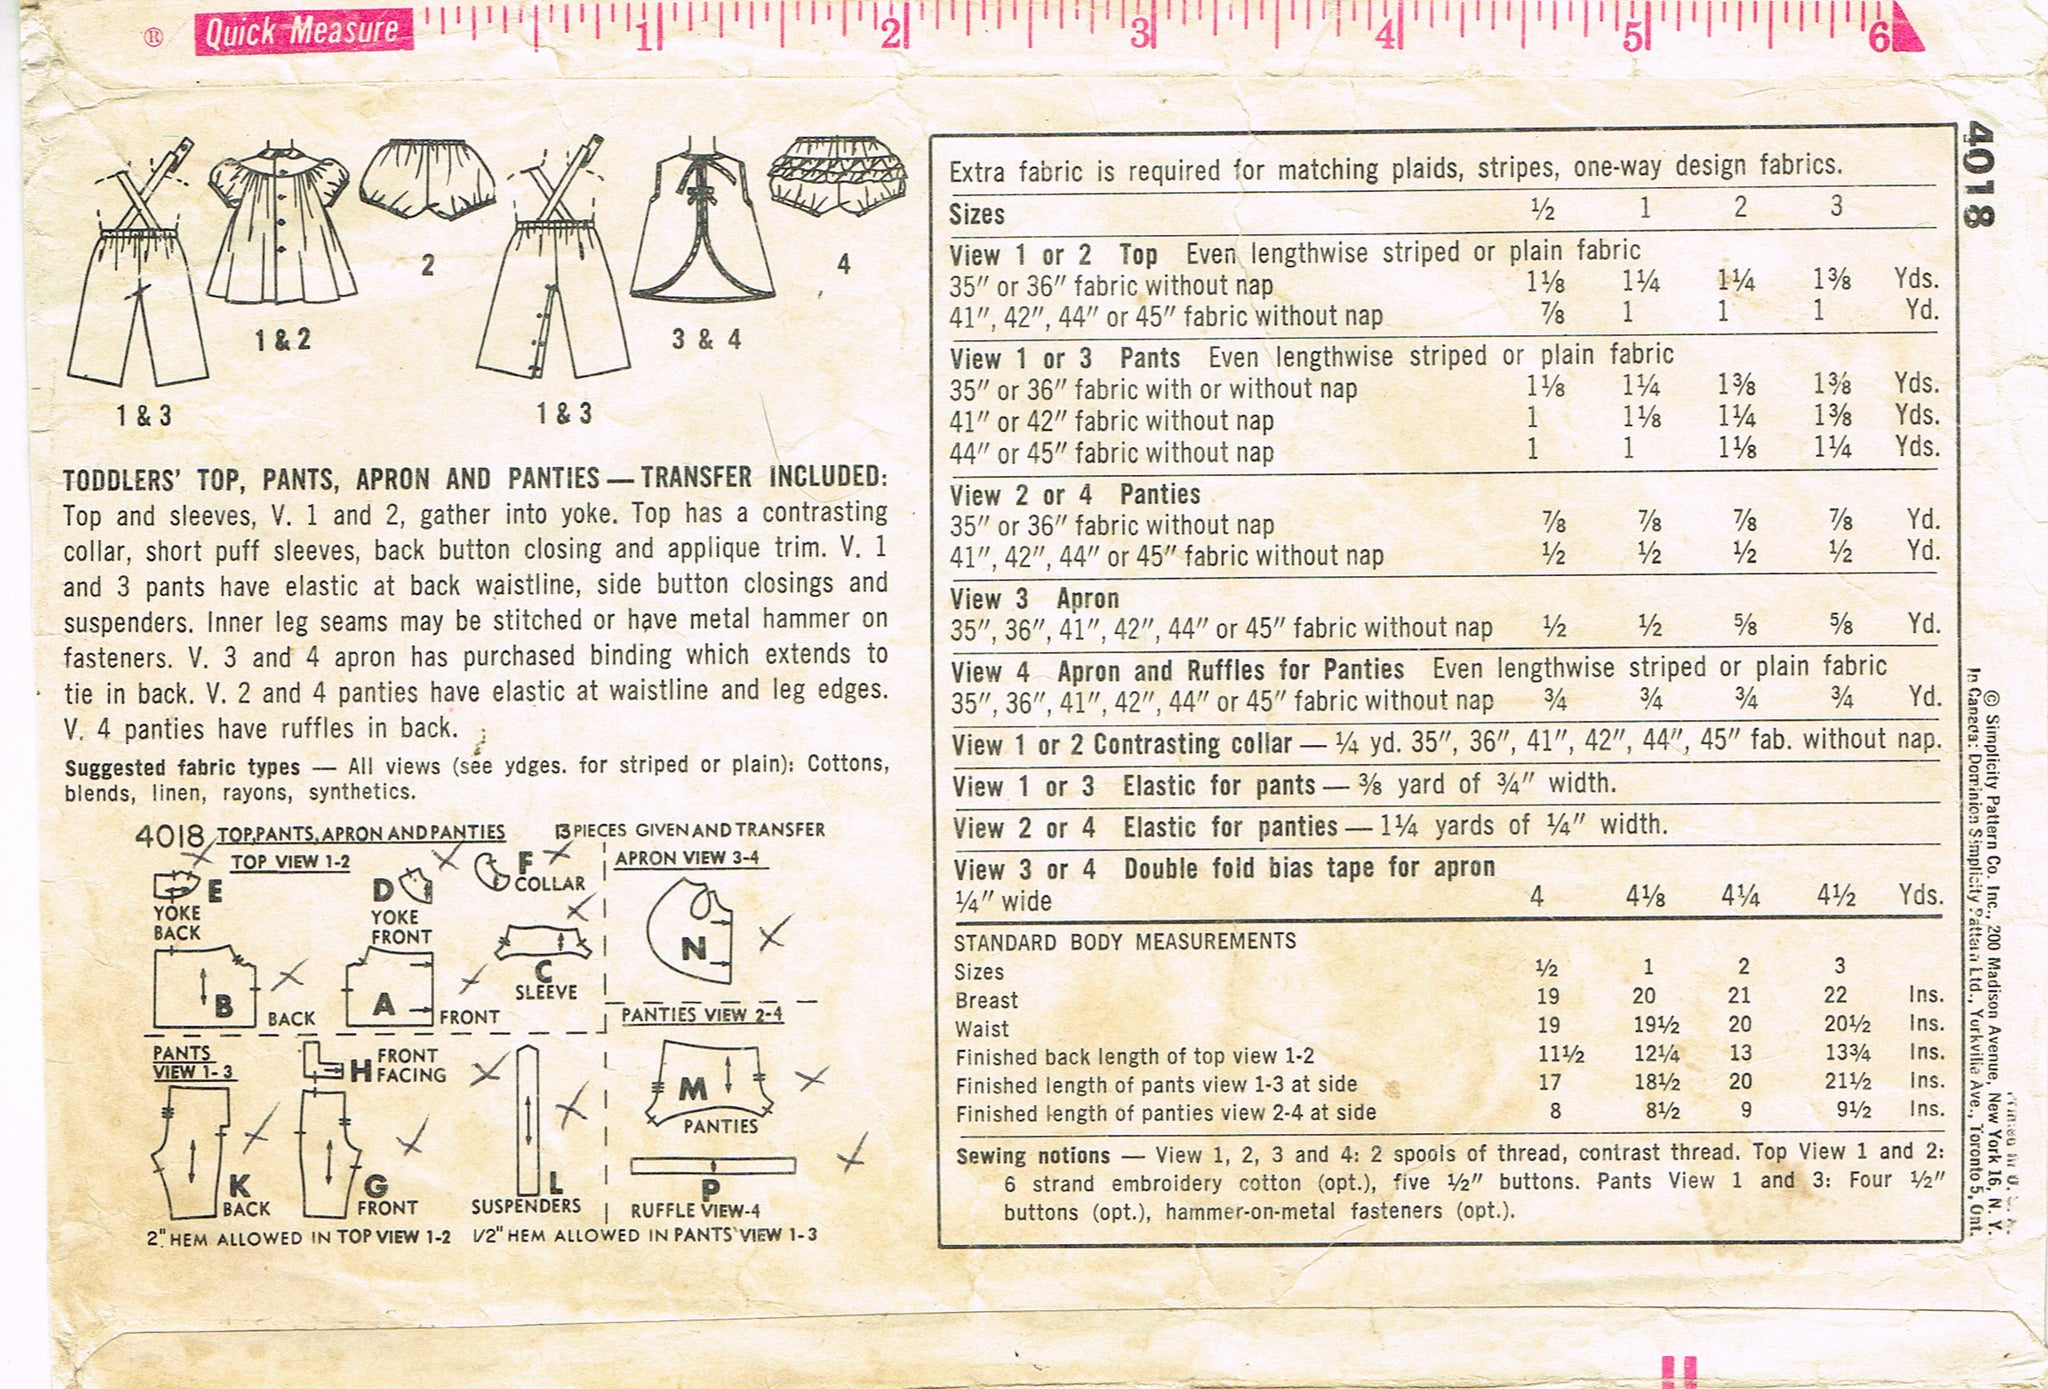 ® Quick Measure 1 2 3 4 5 6
2
4
1 & 2
3 & 4
1 & 3
1 & 3
TODDLERS' TOP, PANTS, APRON AND PANTIES — TRANSFER INCLUDED:
Top and sleeves, V. 1 and 2, gather into yoke. Top has a contrasting
collar, short puff sleeves, back button closing and applique trim. V. 1
and 3 pants have elastic at back waistline, side button closings and
suspenders. Inner leg seams may be stitched or have metal hammer on
fasteners. V. 3 and 4 apron has purchased binding which extends to
tie in back. V. 2 and 4 panties have elastic at waistline and leg edges.
V. 4 panties have ruffles in back.
Suggested fabric types — All views (see ydges. for striped or plain): Cottons,
blends, linen, rayons, synthetics.
4018 TOP, PANTS, APRON AND PANTIES 13 PIECES GIVEN AND TRANSFER
TOP VIEW 1-2
E
YOKE
BACK
D
YOKE
FRONT
F
COLLAR
B
BACK
A
FRONT
C
SLEEVE
APRON VIEW 3-4
N
PANTS
VIEW 1-3
H FRONT
FACING
K
BACK
G
FRONT
L
SUSPENDERS
PANTIES VIEW 2-4
M
PANTIES
P
RUFFLE VIEW-4
2" HEM ALLOWED IN TOP VIEW 1-2 1/2" HEM ALLOWED IN PANTS VIEW 1-3
Extra fabric is required for matching plaids, stripes, one-way design fabrics.
Sizes ½ 1 2 3
View 1 or 2 Top Even lengthwise striped or plain fabric
35" or 36" fabric without nap 1⅛ 1¼ 1¼ 1⅜ Yds.
41", 42", 44" or 45" fabric without nap ⅞ 1 1 1 Yd.
View 1 or 3 Pants Even lengthwise striped or plain fabric
35" or 36" fabric with or without nap 1⅛ 1¼ 1⅜ 1⅜ Yds.
41" or 42" fabric without nap 1 1⅛ 1¼ 1⅜ Yds.
44" or 45" fabric without nap 1 1 1⅛ 1¼ Yds.
View 2 or 4 Panties
35" or 36" fabric without nap ⅞ ⅞ ⅞ ⅞ Yd.
41", 42", 44" or 45" fabric without nap ½ ½ ½ ½ Yd.
View 3 Apron
35", 36", 41", 42", 44" or 45" fabric without nap ½ ½ ⅝ ⅝ Yd.
View 4 Apron and Ruffles for Panties Even lengthwise striped or plain fabric
35", 36", 41", 42", 44" or 45" fabric without nap ¾ ¾ ¾ ¾ Yd.
View 1 or 2 Contrasting collar — ¼ yd. 35", 36", 41", 42", 44", 45" fab. without nap.
View 1 or 3 Elastic for pants — ⅜ yard of ¾" width.
View 2 or 4 Elastic for panties — 1¼ yards of ¼" width.
View 3 or 4 Double fold bias tape for apron
¼" wide 4 4⅛ 4¼ 4½ Yds.
STANDARD BODY MEASUREMENTS
Sizes ½ 1 2 3
Breast 19 20 21 22 Ins.
Waist 19 19½ 20 20½ Ins.
Finished back length of top view 1-2 11½ 12¼ 13 13¾ Ins.
Finished length of pants view 1-3 at side 17 18½ 20 21½ Ins.
Finished length of panties view 2-4 at side 8 8½ 9 9½ Ins.
Sewing notions — View 1, 2, 3 and 4: 2 spools of thread, contrast thread. Top View 1 and 2:
6 strand embroidery cotton (opt.), five ½" buttons. Pants View 1 and 3: Four ½"
buttons (opt.), hammer-on-metal fasteners (opt.).
4018
© Simplicity Pattern Co. Inc., 200 Madison Avenue, New York 16, N. Y.
In Canada: Dominion Simplicity Pattern Ltd., Yorkville Ave., Toronto 5, Ont.